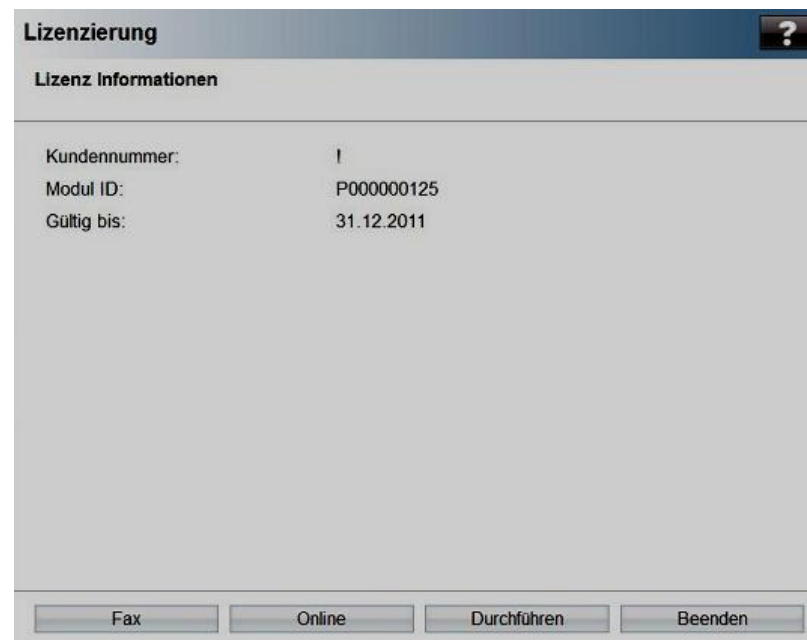 Lizenzierung ?
Lizenz Informationen
Kundennummer: !
Modul ID: P000000125
Gültig bis: 31.12.2011
Fax Online Durchführen Beenden